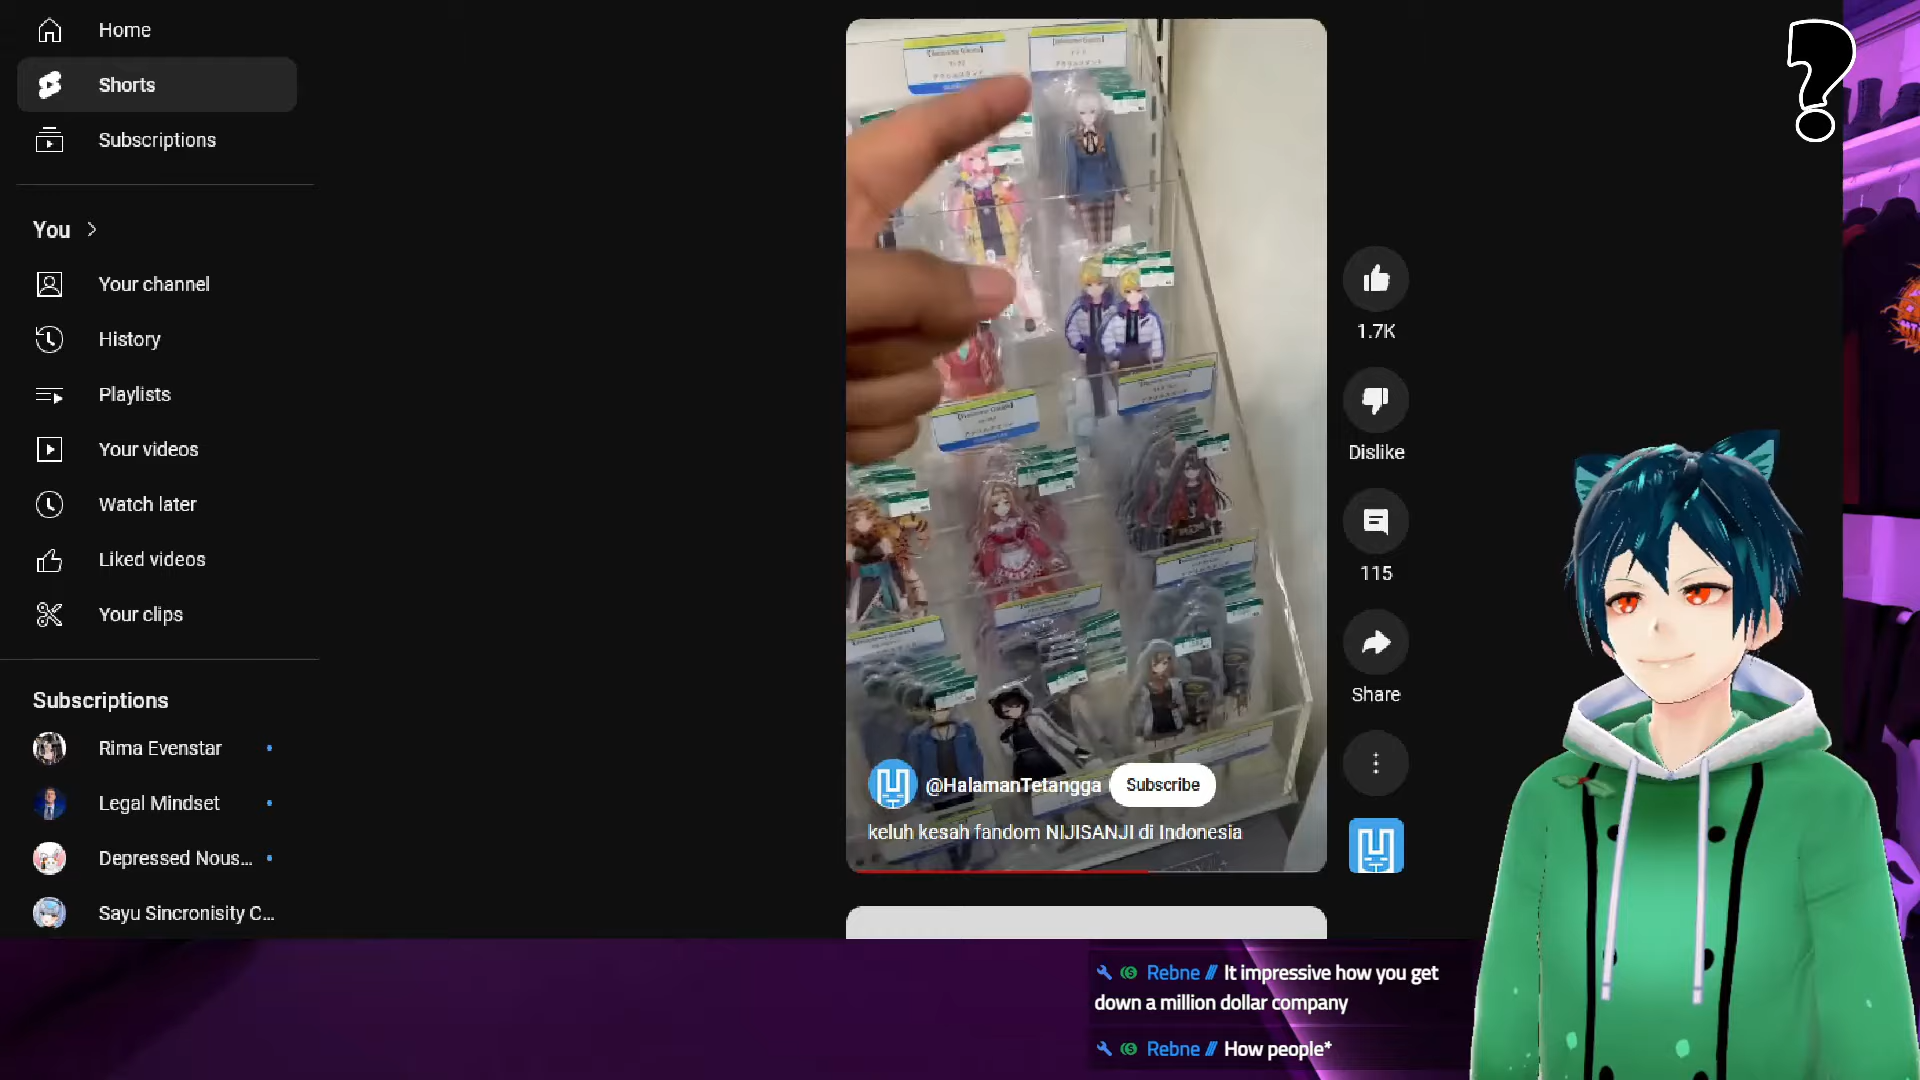 Home
Shorts
Subscriptions
You
Your channel
History
Playlists
Your videos
Watch later
Liked videos
Your clips
Subscriptions
Rima Evenstar
Legal Mindset
Depressed Nous...
Sayu Sincronisity C...
1.7K
Dislike
115
Share
@HalamanTetangga
Subscribe
keluh kesah fandom NIJISANJI di Indonesia
Rebne // It impressive how you get
down a million dollar company
Rebne // How people*